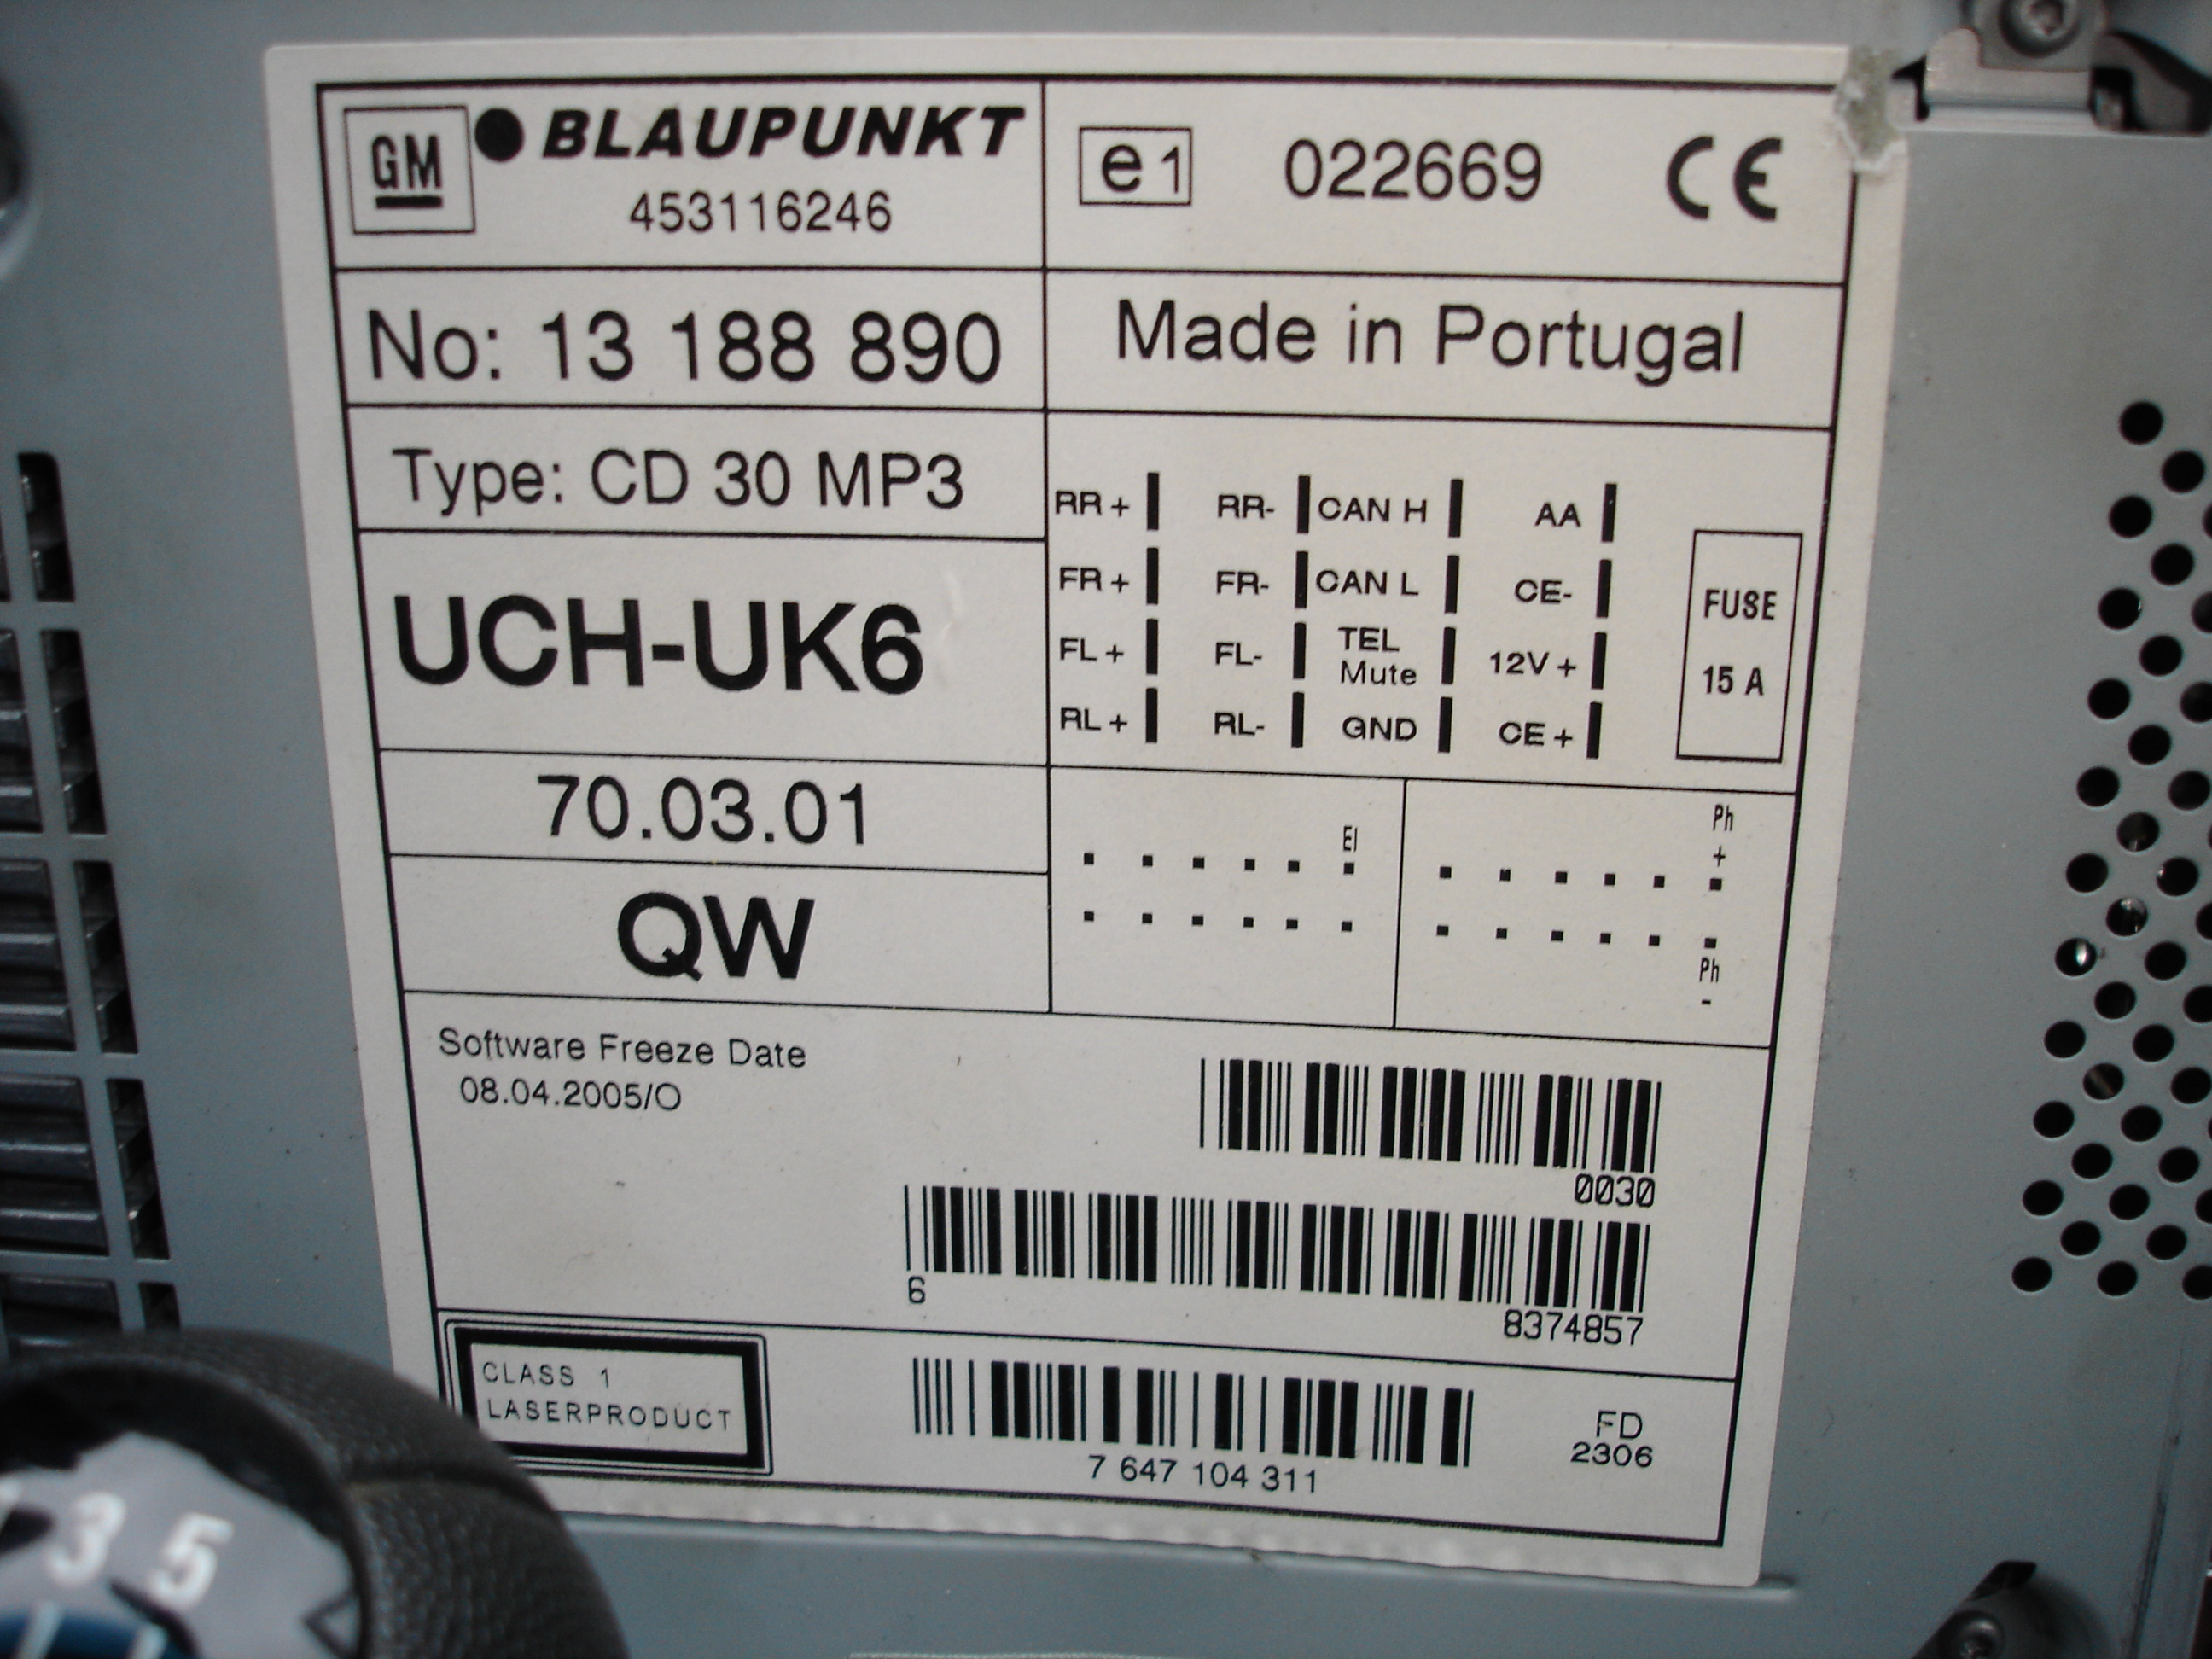 GM
BLAUPUNKT
453116246
e1 022669 CE
No: 13 188 890
Made in Portugal
Type: CD 30 MP3
UCH-UK6
RR + RR- CAN H AA
FR + FR- CAN L CE-
FL + FL- TEL Mute 12V +
RL + RL- GND CE +
FUSE
15 A
70.03.01
QW
EI
Ph
+
Ph
-
Software Freeze Date
08.04.2005/O
0030
6
8374857
CLASS 1
LASERPRODUCT
7 647 104 311
FD
2306
3 5